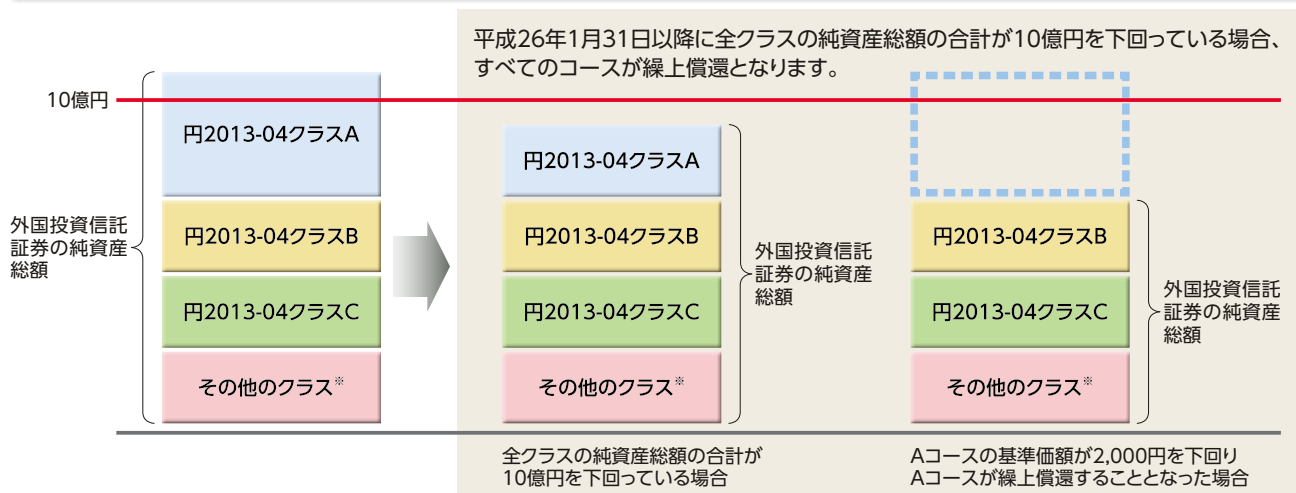 平成26年1月31日以降に全クラスの純資産総額の合計が10億円を下回っている場合、
すべてのコースが繰上償還となります。
10億円
外国投資信託
証券の純資産
総額
円2013-04クラスA
円2013-04クラスB
円2013-04クラスC
その他のクラス※
円2013-04クラスA
円2013-04クラスB
円2013-04クラスC
その他のクラス※
外国投資信託
証券の純資産
総額
全クラスの純資産総額の合計が
10億円を下回っている場合
円2013-04クラスB
円2013-04クラスC
その他のクラス※
外国投資信託
証券の純資産
総額
Aコースの基準価額が2,000円を下回り
Aコースが繰上償還することとなった場合